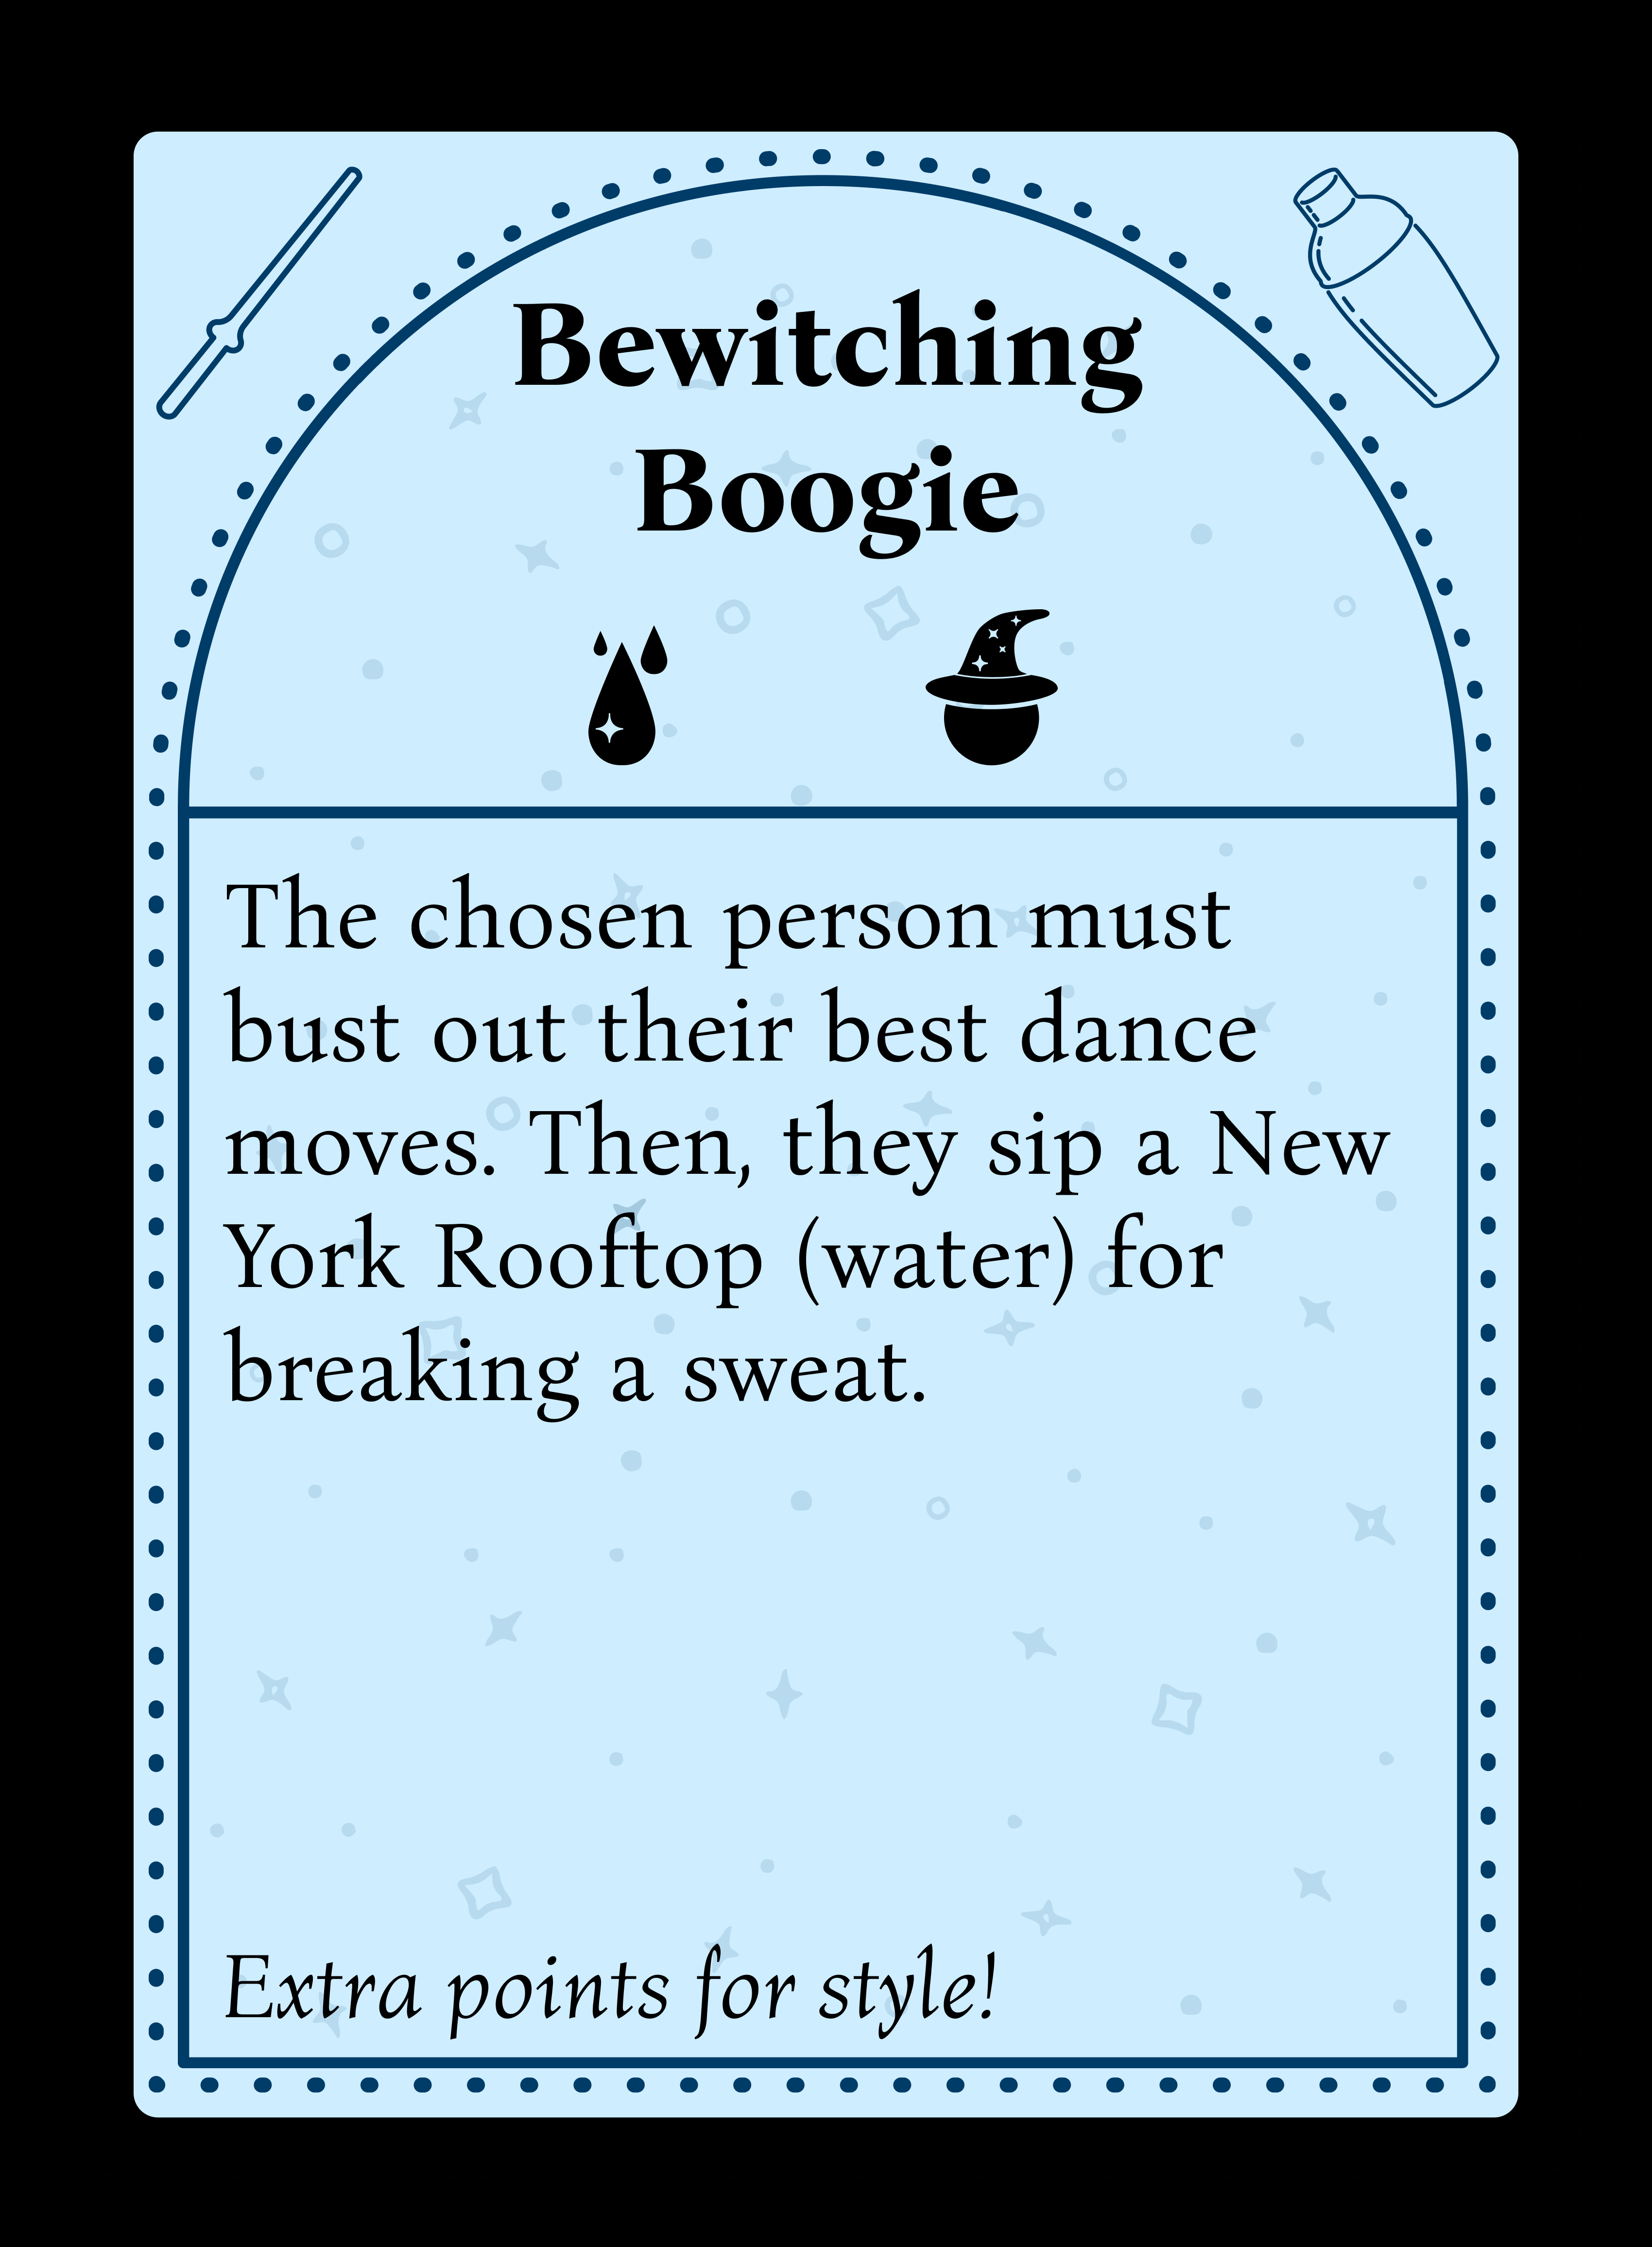 Bewitching
Boogie
The chosen person must
bust out their best dance
moves. Then, they sip a New
York Rooftop (water) for
breaking a sweat.
Extra points for style!